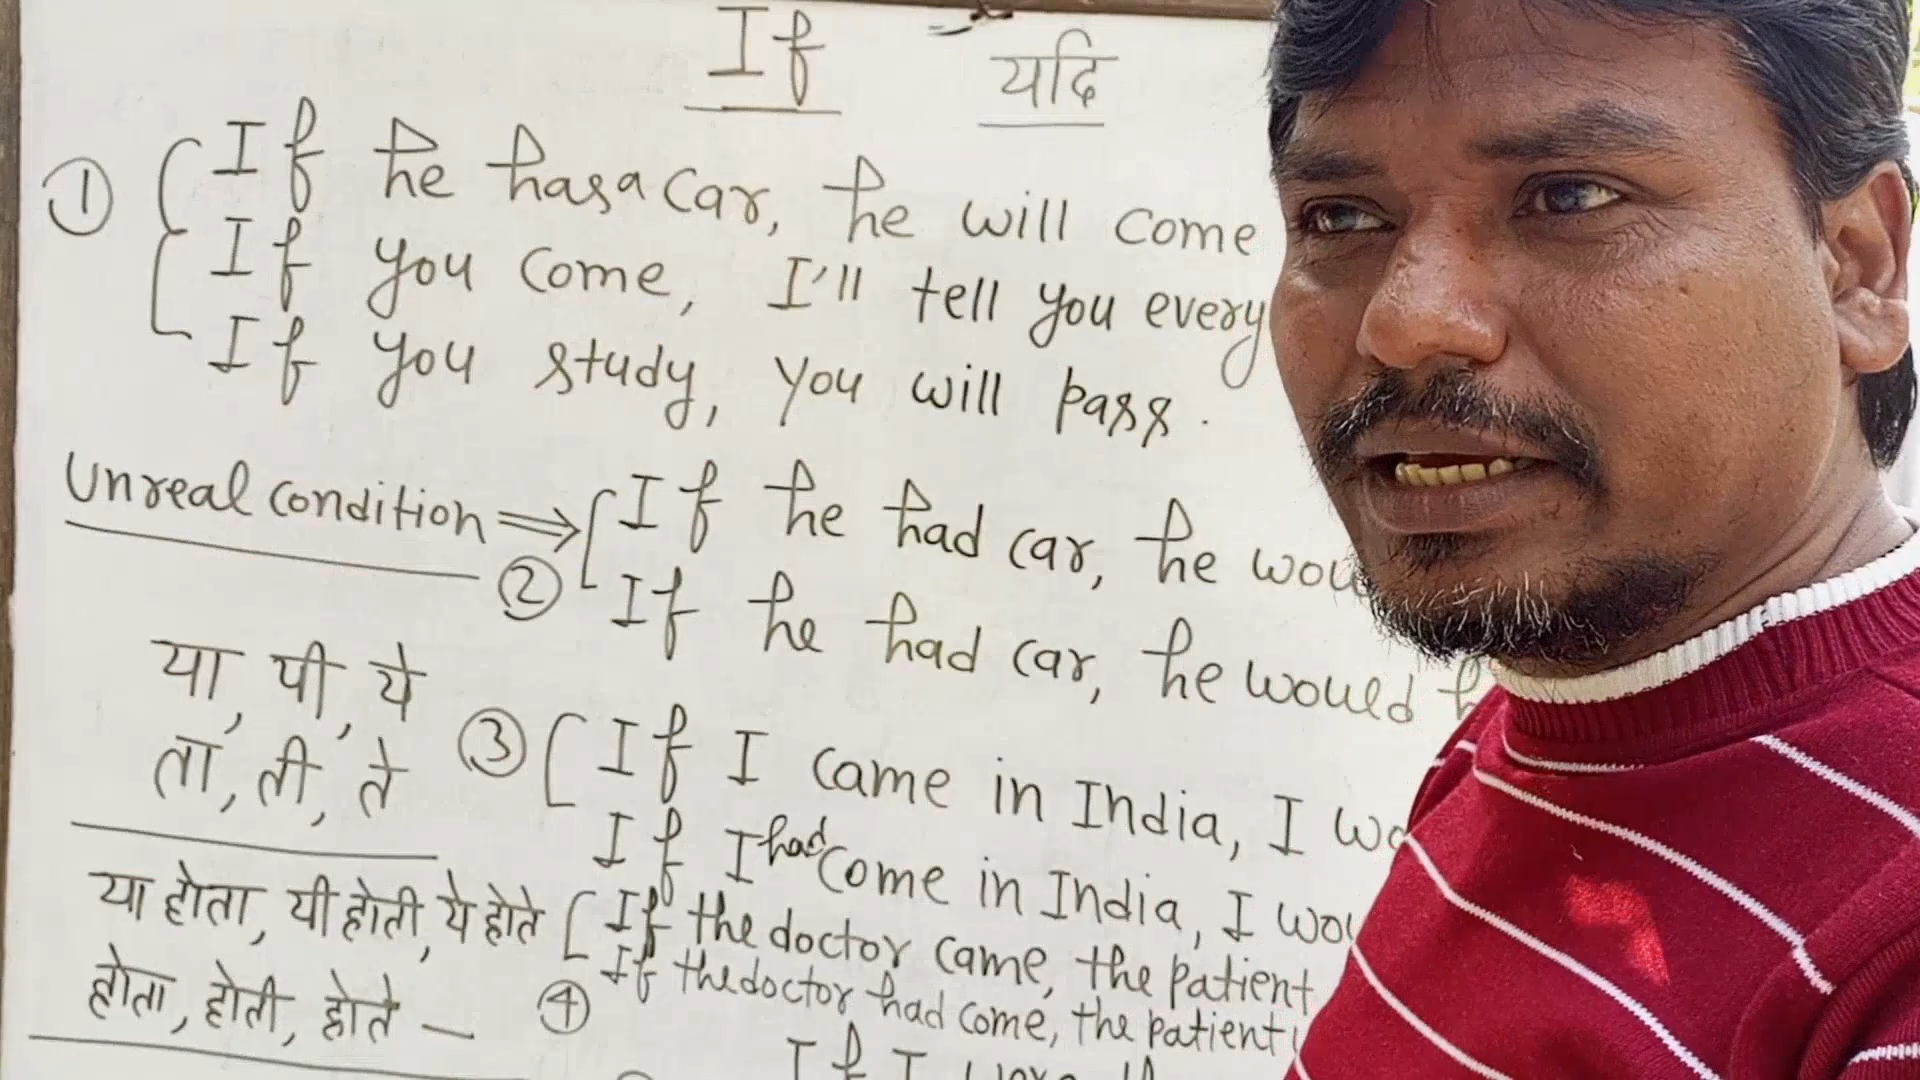 If यदि
① If he has a car, he will come
If you come, I'll tell you every
If you study, you will pass.
Unreal condition ⇒ ② If he had car, he wou
If he had car, he would h
या, पी, ये
ता, ती, ते
③ If I came in India, I wo
If I had come in India, I wou
या होता, यी होती, ये होते
होता, होती, होते —
④ If the doctor came, the patient
If the doctor had come, the patient
If I were